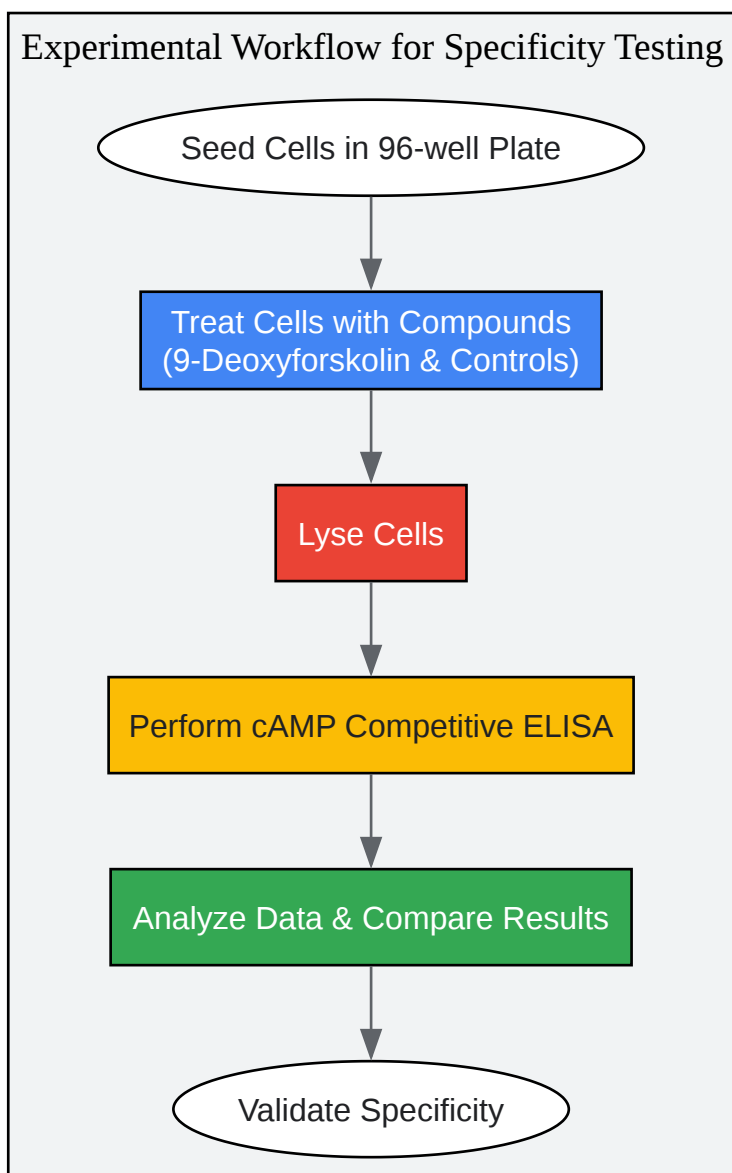 Experimental Workflow for Specificity Testing
Seed Cells in 96-well Plate
Treat Cells with Compounds
(9-Deoxyforskolin & Controls)
Lyse Cells
Perform cAMP Competitive ELISA
Analyze Data & Compare Results
Validate Specificity